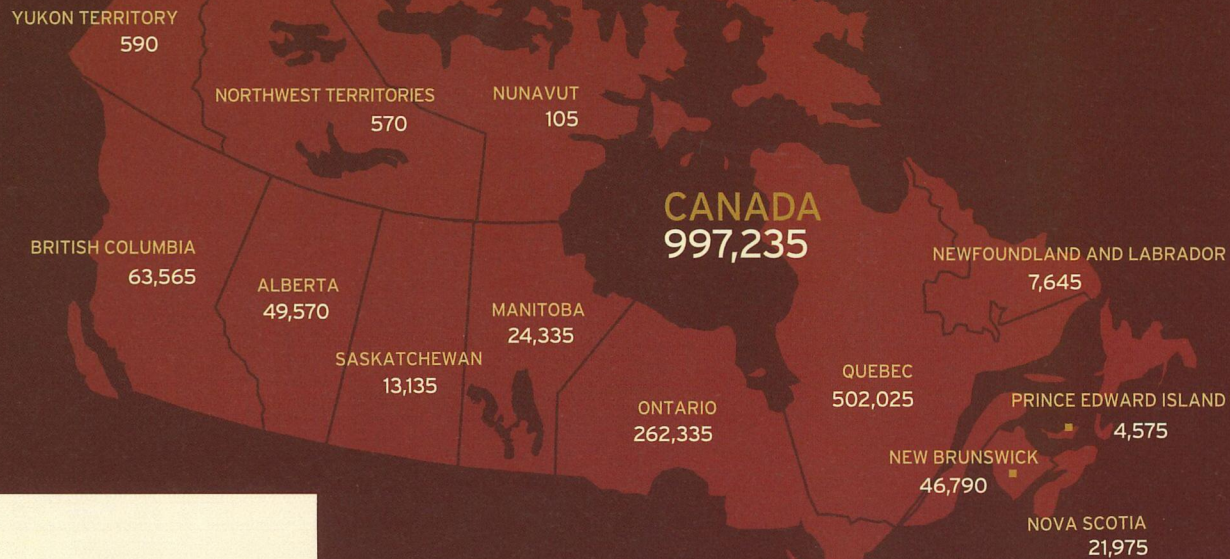 YUKON TERRITORY
590
NORTHWEST TERRITORIES
570
NUNAVUT
105
CANADA
997,235
BRITISH COLUMBIA
63,565
ALBERTA
49,570
SASKATCHEWAN
13,135
MANITOBA
24,335
ONTARIO
262,335
QUEBEC
502,025
NEWFOUNDLAND AND LABRADOR
7,645
PRINCE EDWARD ISLAND
4,575
NEW BRUNSWICK
46,790
NOVA SCOTIA
21,975